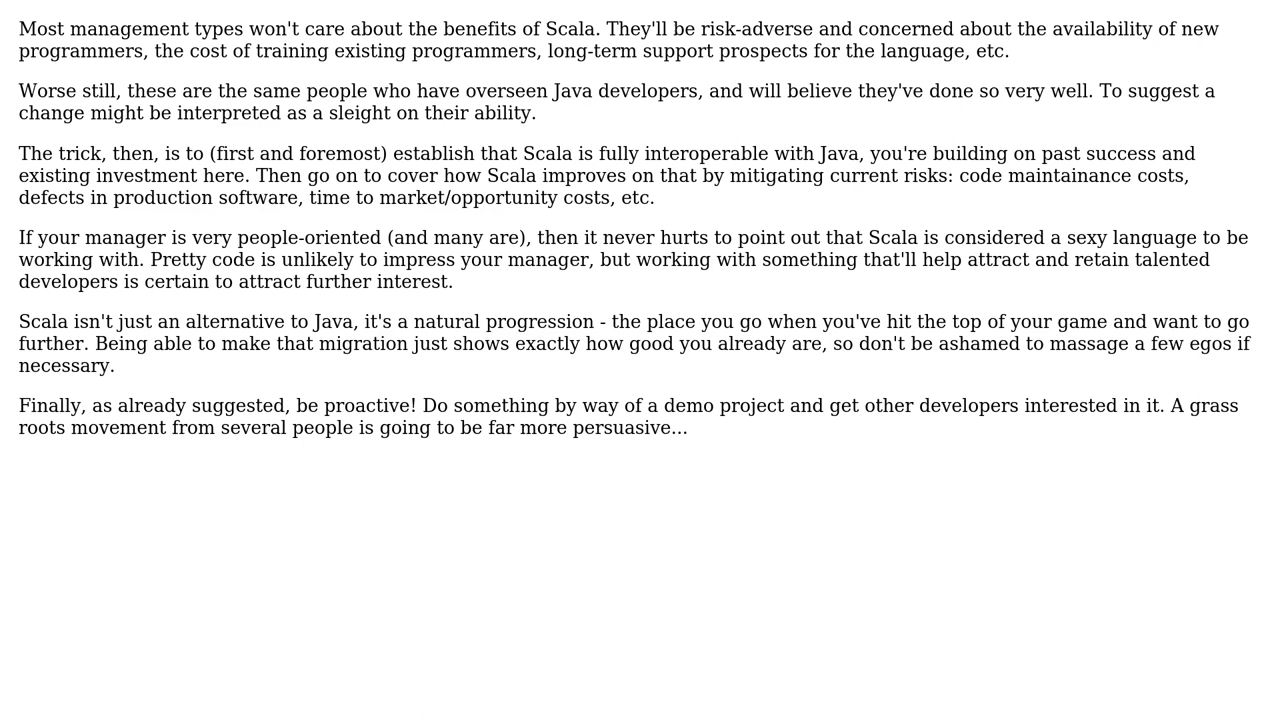 Most management types won't care about the benefits of Scala. They'll be risk-adverse and concerned about the availability of new
programmers, the cost of training existing programmers, long-term support prospects for the language, etc.
Worse still, these are the same people who have overseen Java developers, and will believe they've done so very well. To suggest a
change might be interpreted as a sleight on their ability.
The trick, then, is to (first and foremost) establish that Scala is fully interoperable with Java, you're building on past success and
existing investment here. Then go on to cover how Scala improves on that by mitigating current risks: code maintainance costs,
defects in production software, time to market/opportunity costs, etc.
If your manager is very people-oriented (and many are), then it never hurts to point out that Scala is considered a sexy language to be
working with. Pretty code is unlikely to impress your manager, but working with something that'll help attract and retain talented
developers is certain to attract further interest.
Scala isn't just an alternative to Java, it's a natural progression - the place you go when you've hit the top of your game and want to go
further. Being able to make that migration just shows exactly how good you already are, so don't be ashamed to massage a few egos if
necessary.
Finally, as already suggested, be proactive! Do something by way of a demo project and get other developers interested in it. A grass
roots movement from several people is going to be far more persuasive...